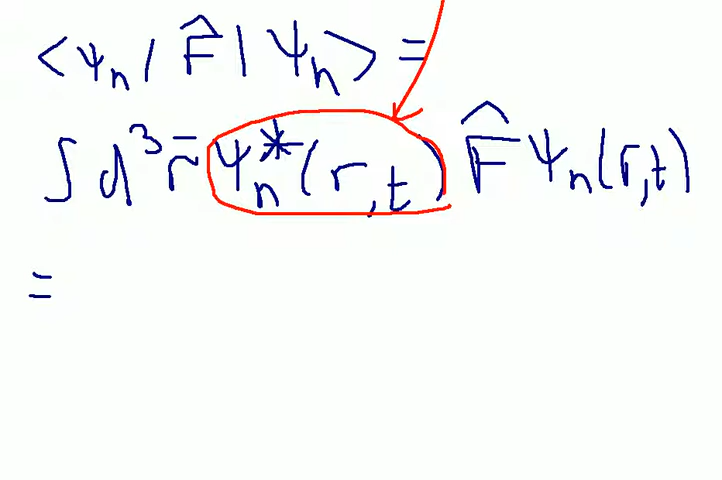 <ψₙ| F̂ |ψₙ> =
∫ d³r̄ ψₙ*(r,t) F̂ ψₙ(r,t)
=